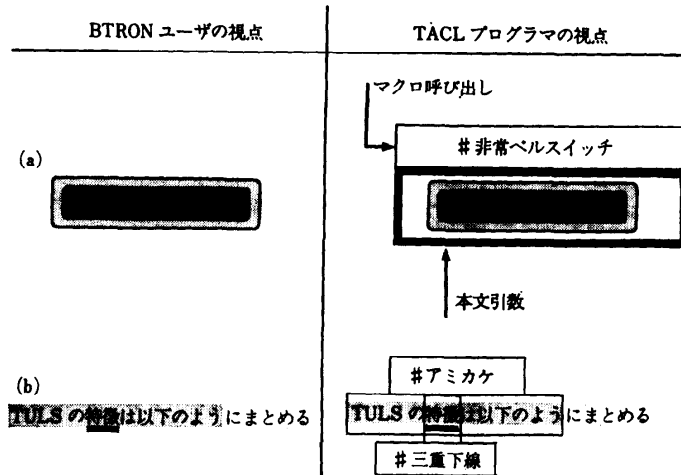 BTRON ユーザの視点
TACL プログラマの視点
(a)
マクロ呼び出し
#非常ベルスイッチ
本文引数
(b)
TULS の特徴は以下のようにまとめる
#アミカケ
TULS の特徴は以下のようにまとめる
#三重下線